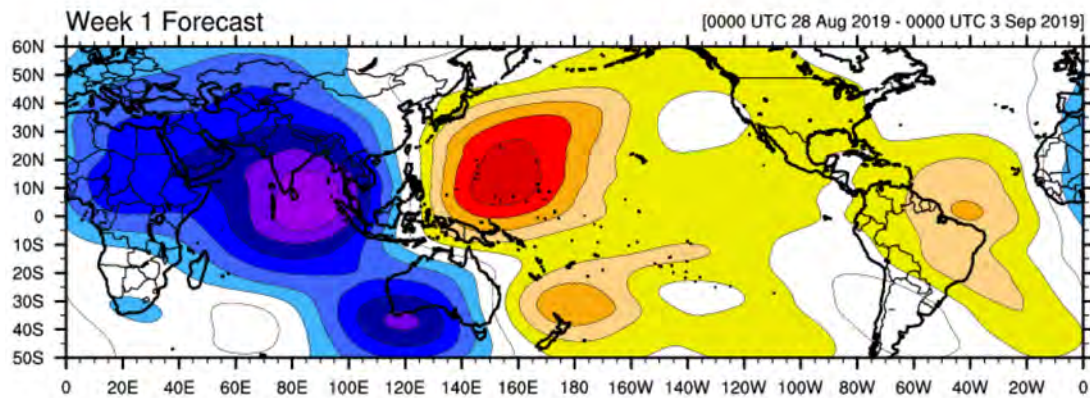 Week 1 Forecast
[0000 UTC 28 Aug 2019 - 0000 UTC 3 Sep 2019]
60N
50N
40N
30N
20N
10N
0
10S
20S
30S
40S
50S
0 20E 40E 60E 80E 100E 120E 140E 160E 180 160W 140W 120W 100W 80W 60W 40W 20W 0